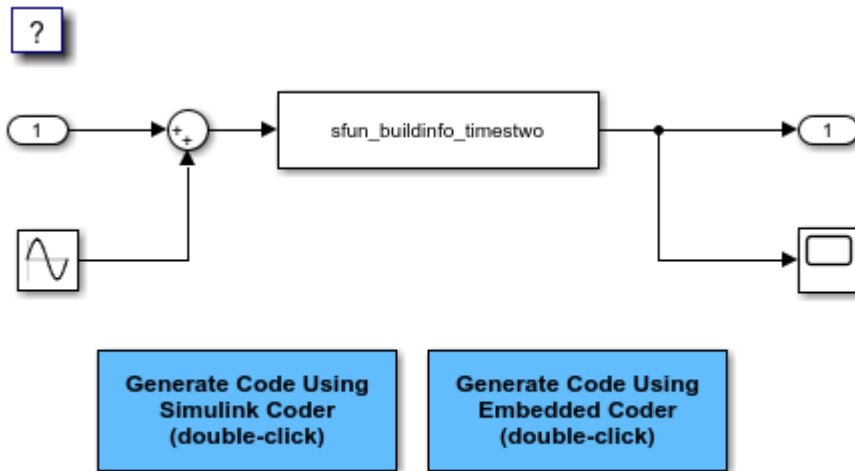 ?
1
++
sfun_buildinfo_timestwo
1
Generate Code Using
Simulink Coder
(double-click)
Generate Code Using
Embedded Coder
(double-click)